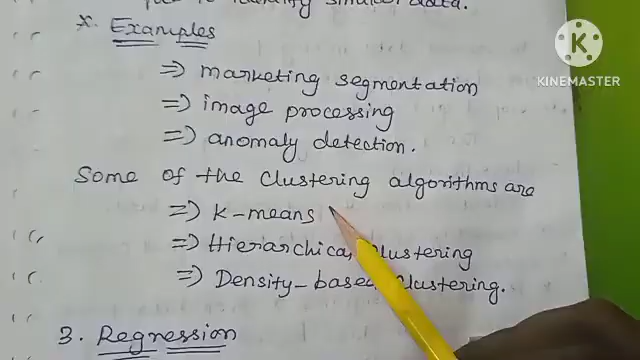 * Examples
⇒ marketing segmentation
⇒ image processing
⇒ anomaly detection.
Some of the clustering algorithms are
⇒ K-means
⇒ Hierarchical clustering
⇒ Density-based clustering.
3. Regression
KINEMASTER